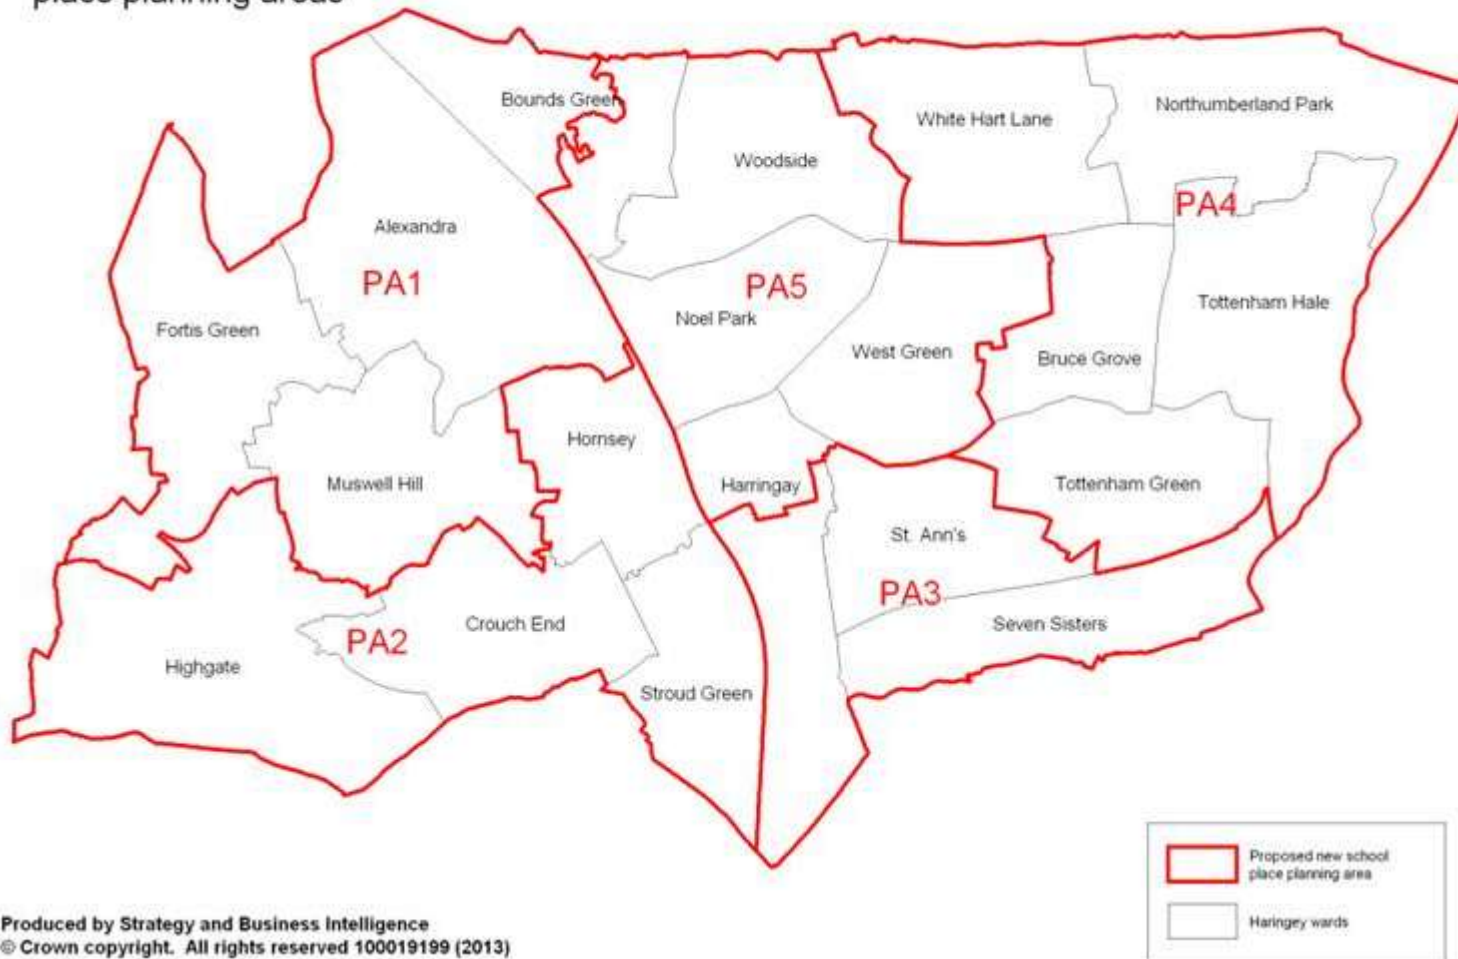 place planning areas
Bounds Green
Northumberland Park
White Hart Lane
Woodside
PA4
Alexandra
PA1
PA5
Tottenham Hale
Noel Park
Fortis Green
West Green
Bruce Grove
Hornsey
Muswell Hill
Harringay
Tottenham Green
St. Ann's
PA3
Crouch End
Seven Sisters
PA2
Highgate
Stroud Green
Proposed new school
place planning area
Haringey wards
Produced by Strategy and Business Intelligence
© Crown copyright. All rights reserved 100019199 (2013)